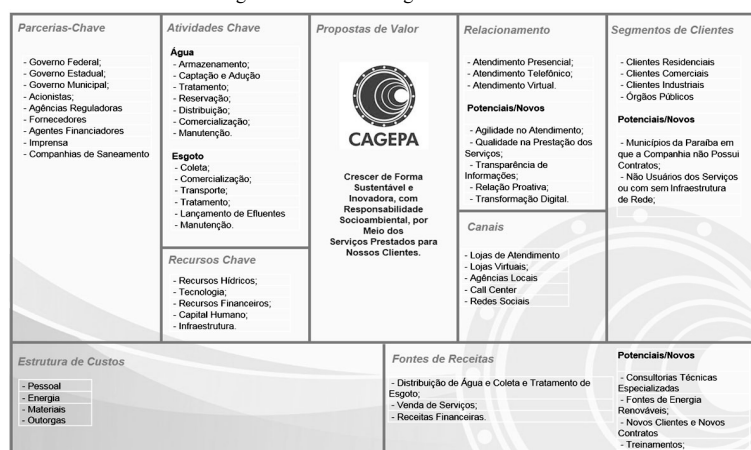 Parcerias-Chave
- Governo Federal;
- Governo Estadual;
- Governo Municipal;
- Acionistas;
- Agências Reguladoras
- Fornecedores
- Agentes Financiadores
- Imprensa
- Companhias de Saneamento
Atividades Chave
Água
- Armazenamento;
- Captação e Adução
- Tratamento;
- Reservação;
- Distribuição;
- Comercialização;
- Manutenção.
Esgoto
- Coleta;
- Comercialização;
- Transporte;
- Tratamento;
- Lançamento de Efluentes
- Manutenção.
Recursos Chave
- Recursos Hídricos;
- Tecnologia;
- Recursos Financeiros;
- Capital Humano;
- Infraestrutura.
Propostas de Valor
CAGEPA
Crescer de Forma
Sustentável e
Inovadora, com
Responsabilidade
Socioambiental, por
Meio dos
Serviços Prestados para
Nossos Clientes.
Relacionamento
- Atendimento Presencial;
- Atendimento Telefônico;
- Atendimento Virtual.
Potenciais/Novos
- Agilidade no Atendimento;
- Qualidade na Prestação dos
Serviços;
- Transparência de
Informações;
- Relação Proativa;
- Transformação Digital.
Canais
- Lojas de Atendimento
- Lojas Virtuais;
- Agências Locais
- Call Center
- Redes Sociais
Segmentos de Clientes
- Clientes Residenciais
- Clientes Comerciais
- Clientes Industriais
- Órgãos Públicos
Potenciais/Novos
- Municípios da Paraíba em
que a Companhia não Possui
Contratos;
- Não Usuários dos Serviços
ou com sem Infraestrutura
de Rede;
Estrutura de Custos
- Pessoal
- Energia
- Materiais
- Outorgas
Fontes de Receitas
- Distribuição de Água e Coleta e Tratamento de
Esgoto;
- Venda de Serviços;
- Receitas Financeiras.
Potenciais/Novos
- Consultorias Técnicas
Especializadas
- Fontes de Energia
Renováveis;
- Novos Clientes e Novos
Contratos
- Treinamentos;